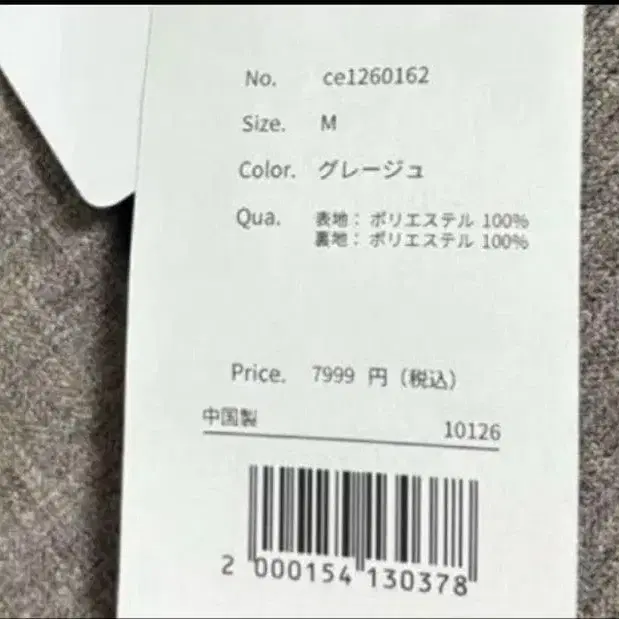 No. ce1260162
Size. M
Color. グレージュ
Qua. 表地：ポリエステル 100%
裏地：ポリエステル 100%
Price. 7999 円（税込）
中国製 10126
2 000154 130378